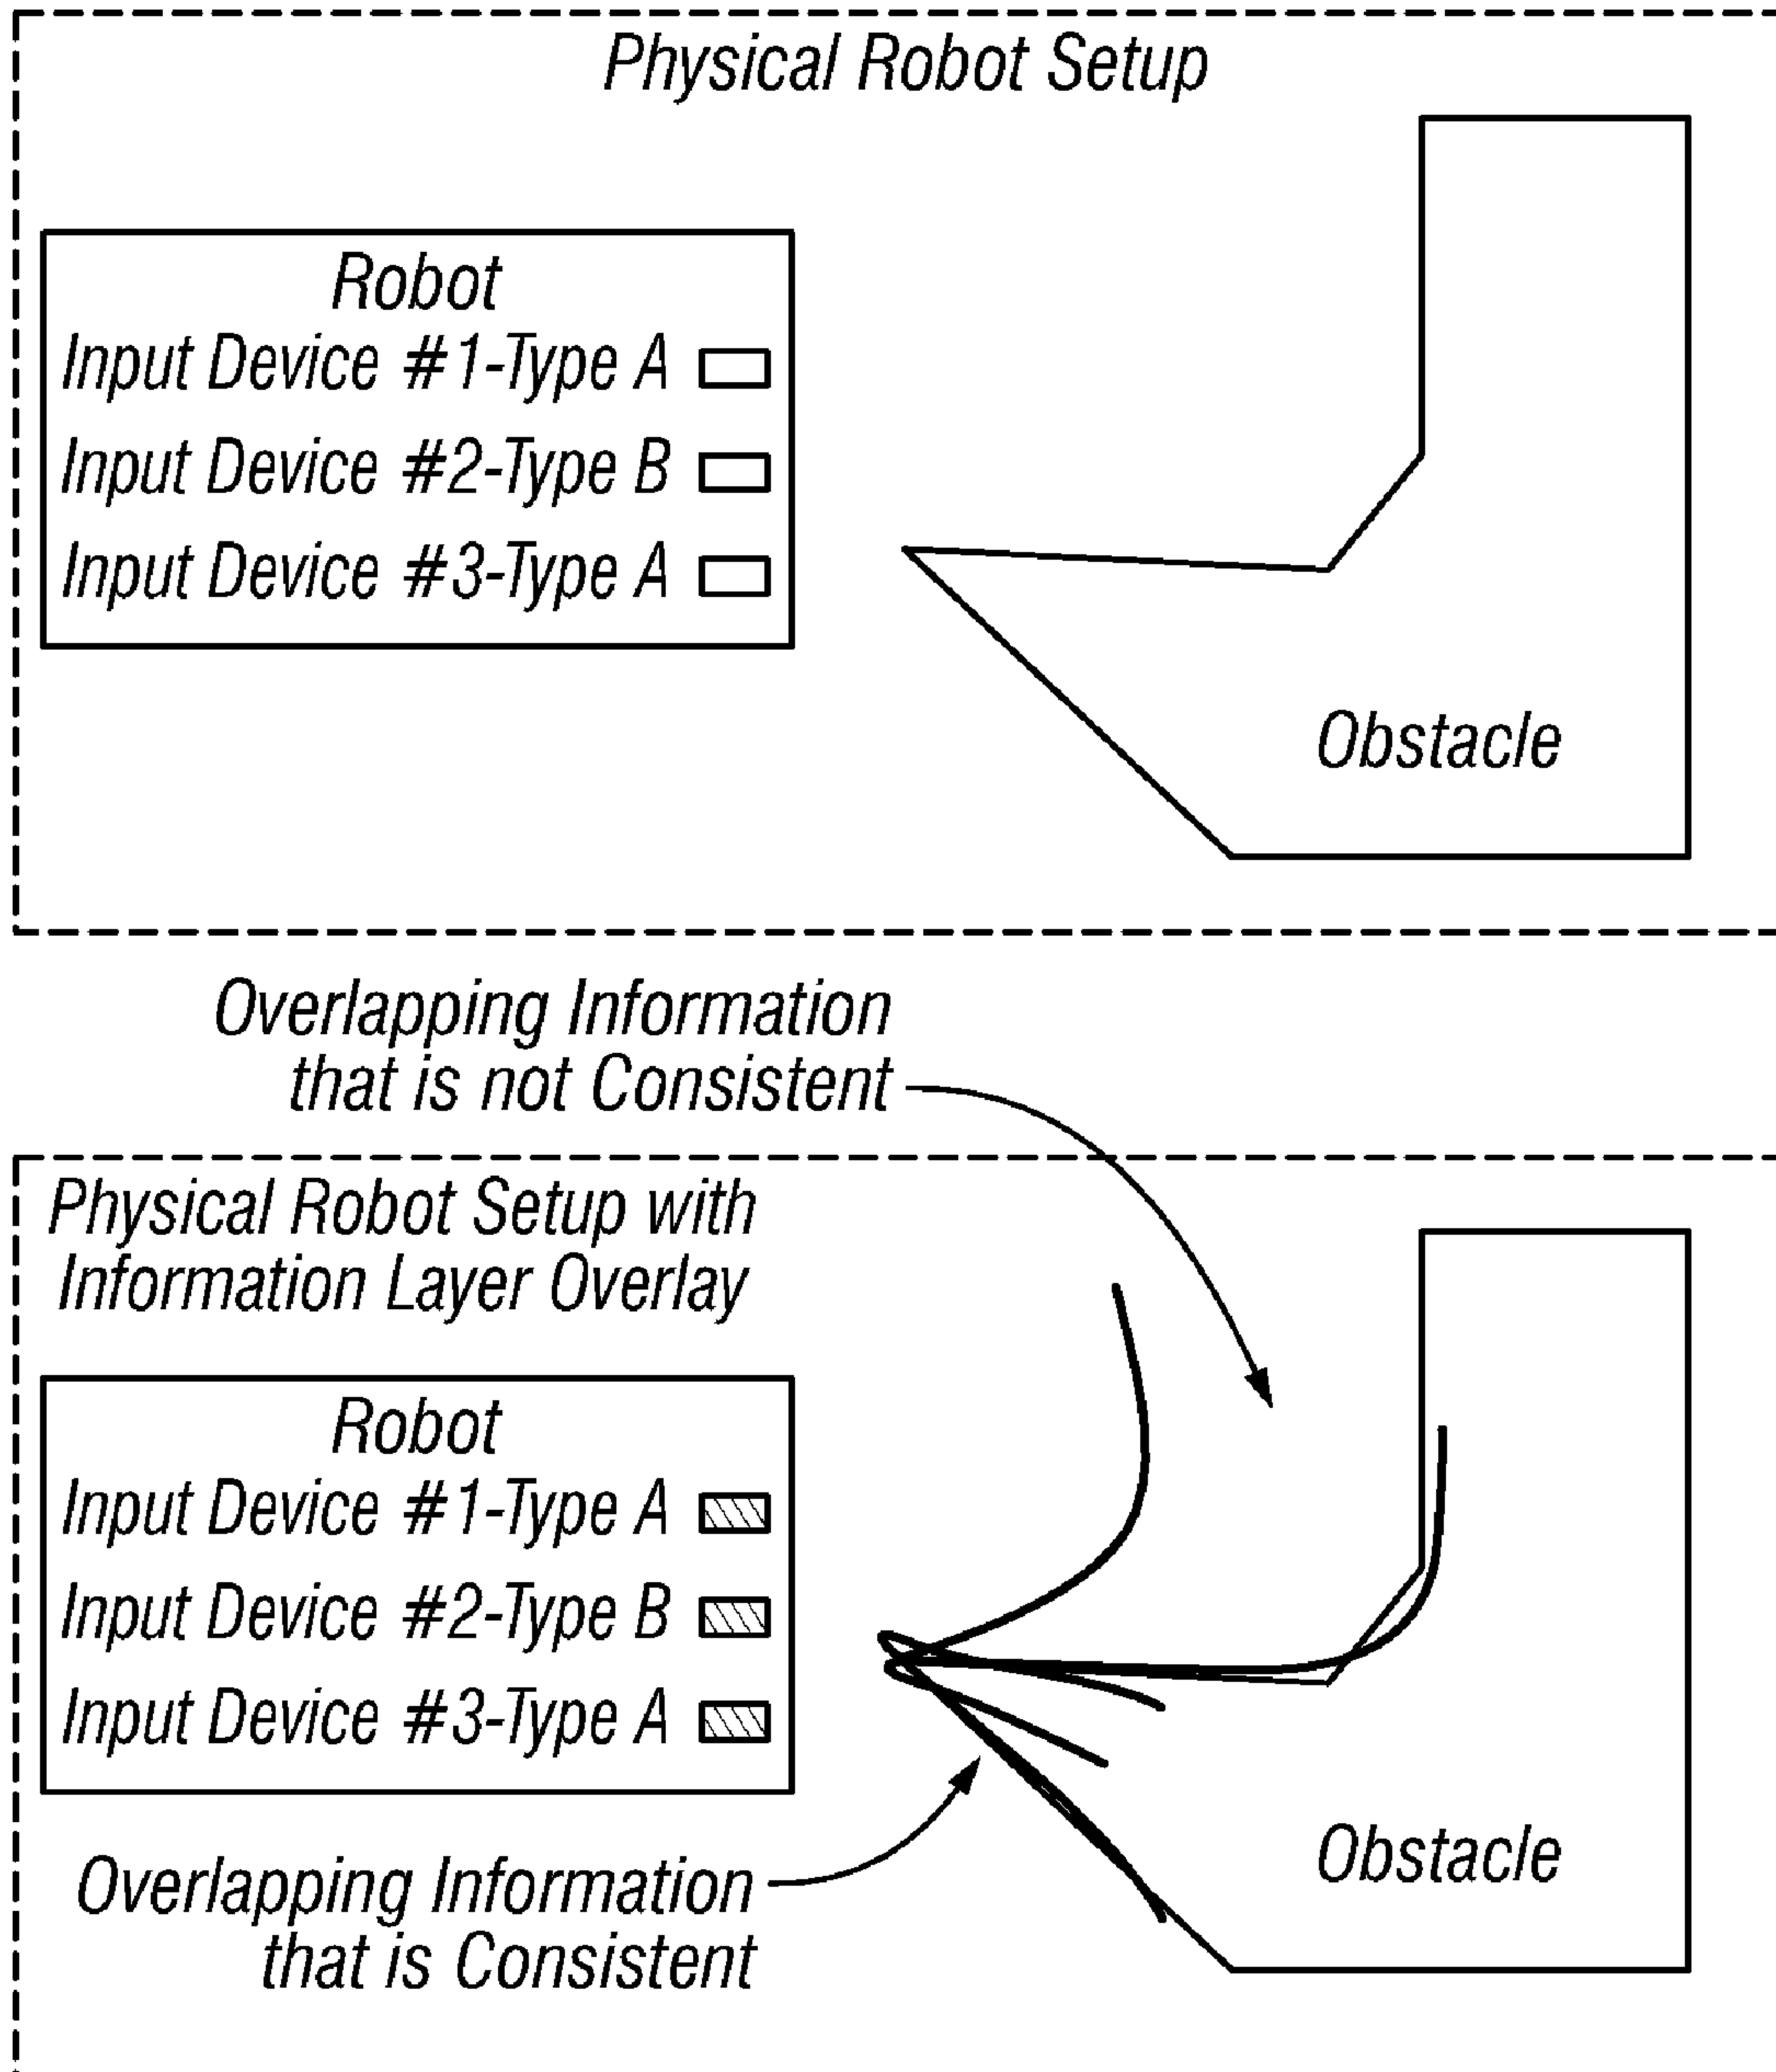 Physical Robot Setup
Robot
Input Device #1-Type A
Input Device #2-Type B
Input Device #3-Type A
Obstacle
Overlapping Information
that is not Consistent
Physical Robot Setup with
Information Layer Overlay
Robot
Input Device #1-Type A
Input Device #2-Type B
Input Device #3-Type A
Obstacle
Overlapping Information
that is Consistent